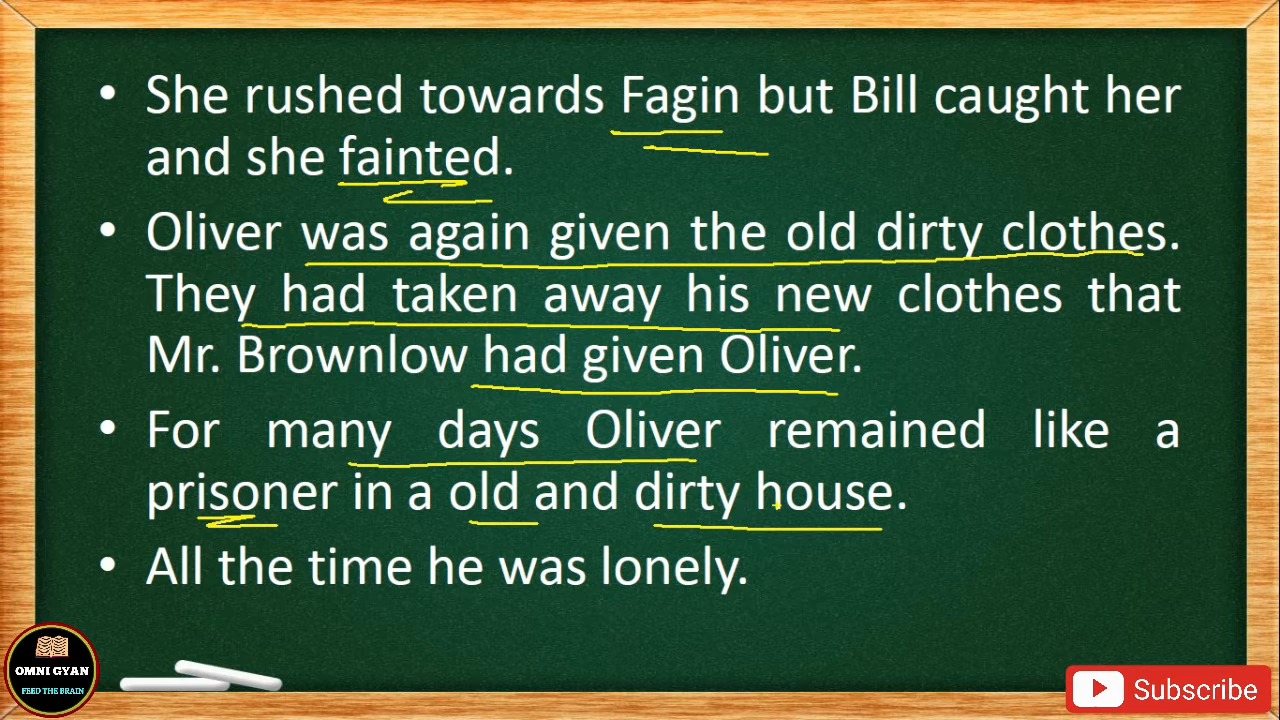 • She rushed towards Fagin but Bill caught her
and she fainted.
• Oliver was again given the old dirty clothes.
They had taken away his new clothes that
Mr. Brownlow had given Oliver.
• For many days Oliver remained like a
prisoner in a old and dirty house.
• All the time he was lonely.
OMNI GYAN
FEED THE BRAIN
Subscribe